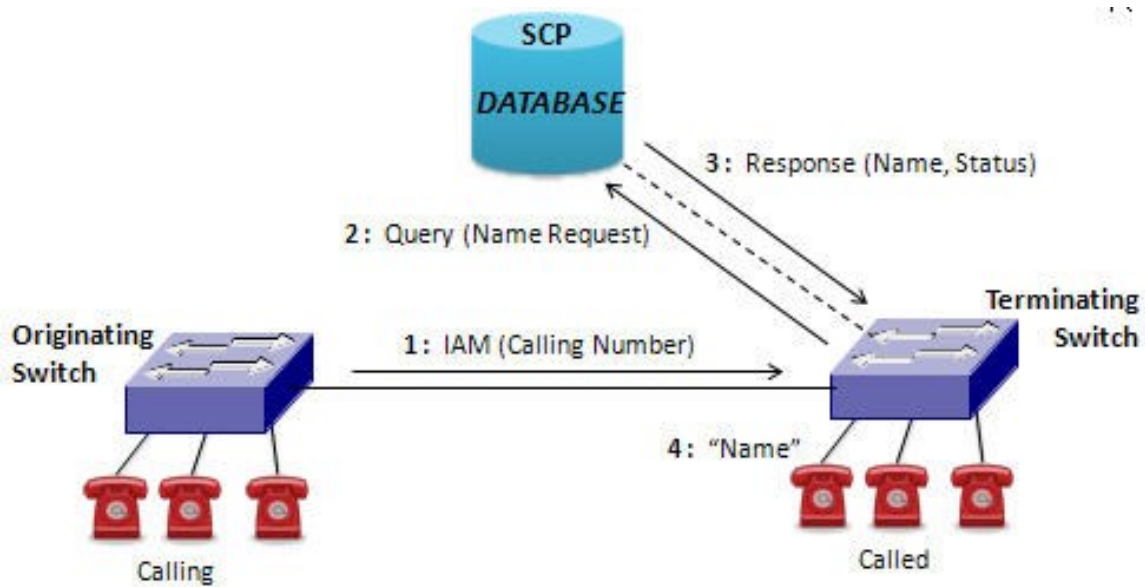 SCP
DATABASE
3: Response (Name, Status)
2: Query (Name Request)
Originating
Switch
1: IAM (Calling Number)
Terminating
Switch
4: "Name"
Calling
Called